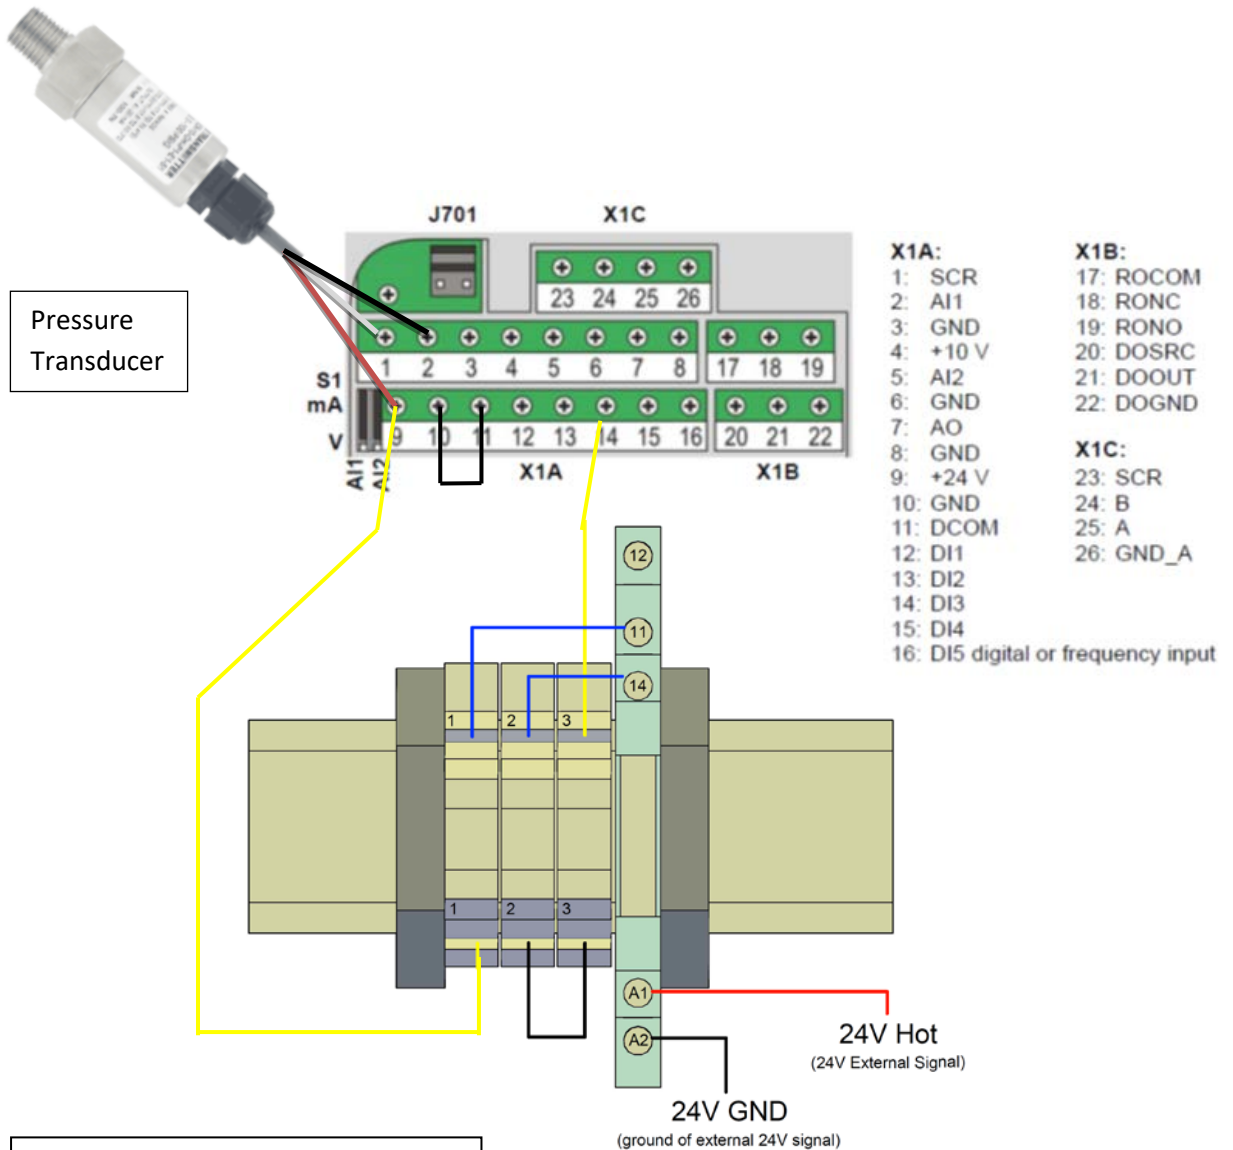 TRANSMITTER
Pressure
Transducer
J701
X1C
23 24 25 26
1 2 3 4 5 6 7 8 17 18 19
S1
mA
V
9 10 11 12 13 14 15 16 20 21 22
AI1
AI2
X1A
X1B
X1A:
1: SCR
2: AI1
3: GND
4: +10 V
5: AI2
6: GND
7: AO
8: GND
9: +24 V
10: GND
11: DCOM
12: DI1
13: DI2
14: DI3
15: DI4
16: DI5 digital or frequency input
X1B:
17: ROCOM
18: RONC
19: RONO
20: DOSRC
21: DOOUT
22: DOGND
X1C:
23: SCR
24: B
25: A
26: GND_A
12
11
14
1 2 3
1 2 3
A1
A2
24V Hot
(24V External Signal)
24V GND
(ground of external 24V signal)